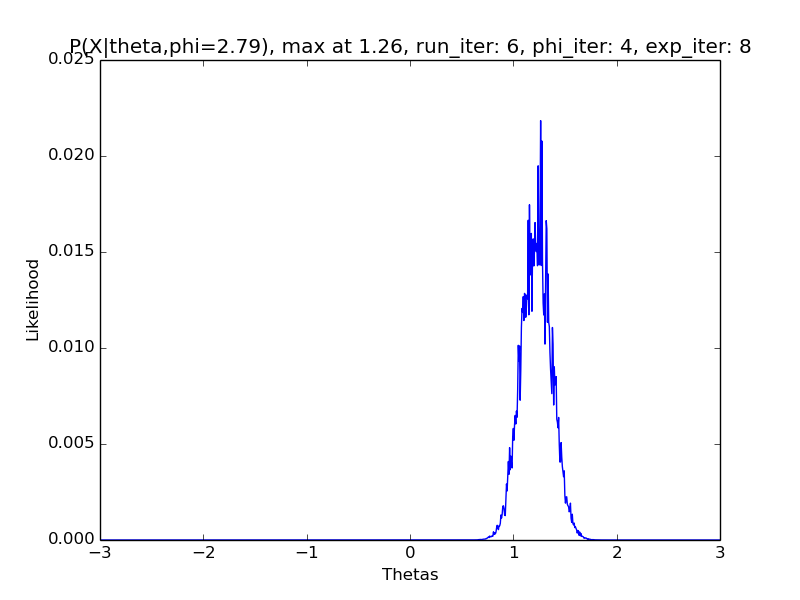 P(X|theta,phi=2.79), max at 1.26, run_iter: 6, phi_iter: 4, exp_iter: 8
0.025
0.020
0.015
0.010
0.005
0.000
Likelihood
−3 −2 −1 0 1 2 3
Thetas